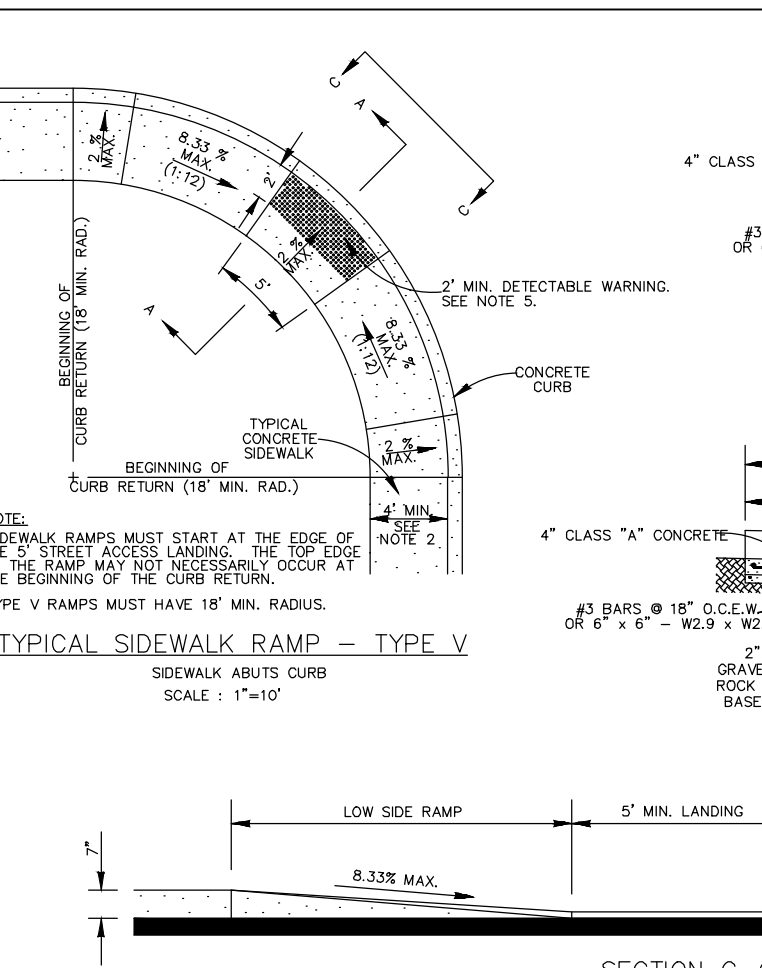 C
A
4" CLASS
2 %
MAX.
8.33 %
MAX.
(1:12)
2'
C
#3
OR
2 %
MAX.
5'
2' MIN. DETECTABLE WARNING.
SEE NOTE 5.
A
8.33 %
MAX.
(1:12)
BEGINNING OF
CURB RETURN (18' MIN. RAD.)
CONCRETE
CURB
TYPICAL
CONCRETE
SIDEWALK
2 %
MAX.
BEGINNING OF
CURB RETURN (18' MIN. RAD.)
4' MIN.
SEE
NOTE 2
OTE:
DEWALK RAMPS MUST START AT THE EDGE OF
E 5' STREET ACCESS LANDING. THE TOP EDGE
THE RAMP MAY NOT NECESSARILY OCCUR AT
E BEGINNING OF THE CURB RETURN.
YPE V RAMPS MUST HAVE 18' MIN. RADIUS.
4" CLASS "A" CONCRETE
#3 BARS @ 18" O.C.E.W.
OR 6" x 6" – W2.9 x W2
2"
GRAVE
ROCK
BASE
TYPICAL SIDEWALK RAMP – TYPE V
SIDEWALK ABUTS CURB
SCALE : 1"=10'
LOW SIDE RAMP
5' MIN. LANDING
7"
8.33% MAX.
SECTION C